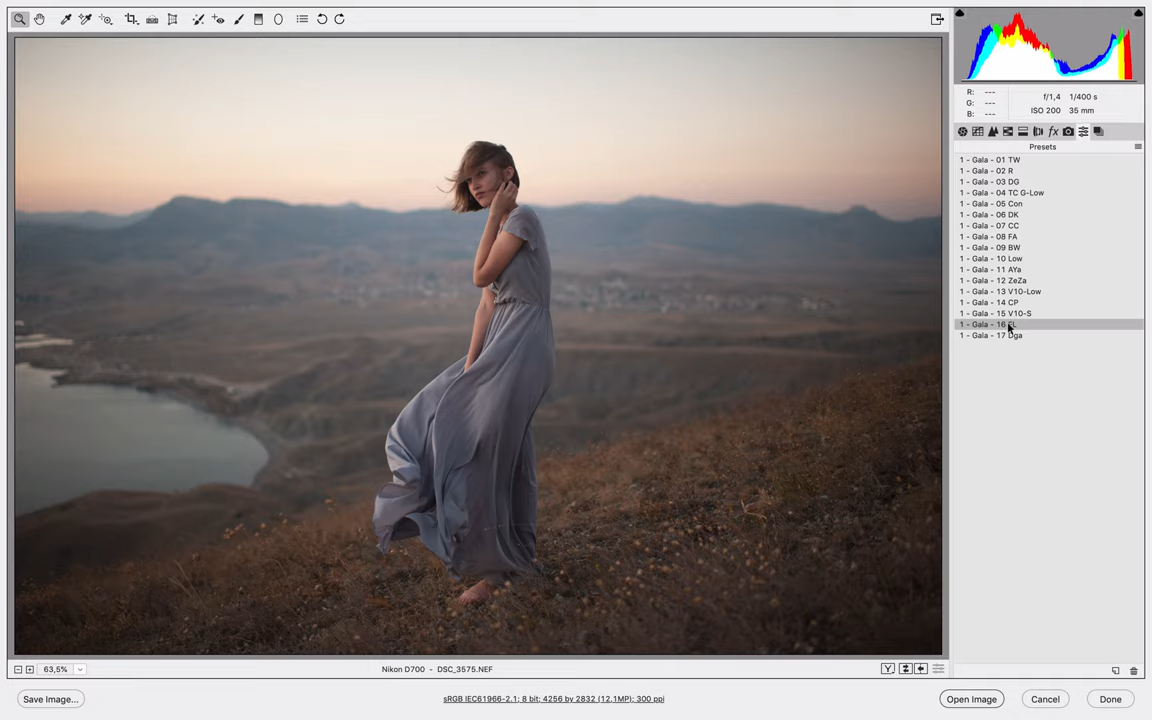 R: ---
G: ---
B: ---
f/1,4 1/400 s
ISO 200 35 mm
fx
Presets
1 - Gala - 01 TW
1 - Gala - 02 R
1 - Gala - 03 DG
1 - Gala - 04 TC G-Low
1 - Gala - 05 Con
1 - Gala - 06 DK
1 - Gala - 07 CC
1 - Gala - 08 FA
1 - Gala - 09 BW
1 - Gala - 10 Low
1 - Gala - 11 AYa
1 - Gala - 12 ZeZa
1 - Gala - 13 V10-Low
1 - Gala - 14 CP
1 - Gala - 15 V10-S
1 - Gala - 16
1 - Gala - 17
63,5%
Nikon D700 - DSC_3575.NEF
Y
Save Image...
sRGB IEC61966-2.1; 8 bit; 4256 by 2832 (12,1MP); 300 ppi
Open Image
Cancel
Done